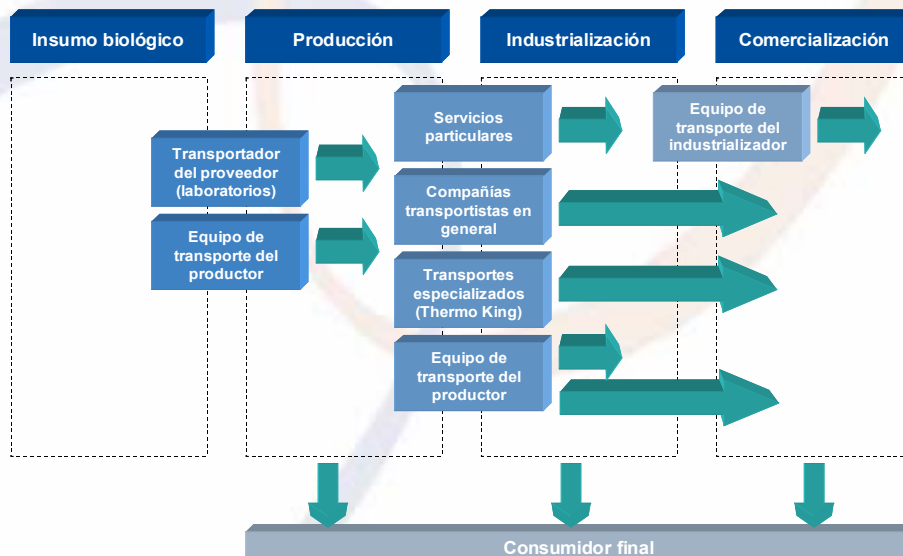 Insumo biológico
Producción
Industrialización
Comercialización
Transportador
del proveedor
(laboratorios)
Equipo de
transporte del
productor
Servicios
particulares
Compañías
transportistas en
general
Transportes
especializados
(Thermo King)
Equipo de
transporte del
productor
Equipo de
transporte del
industrializador
Consumidor final